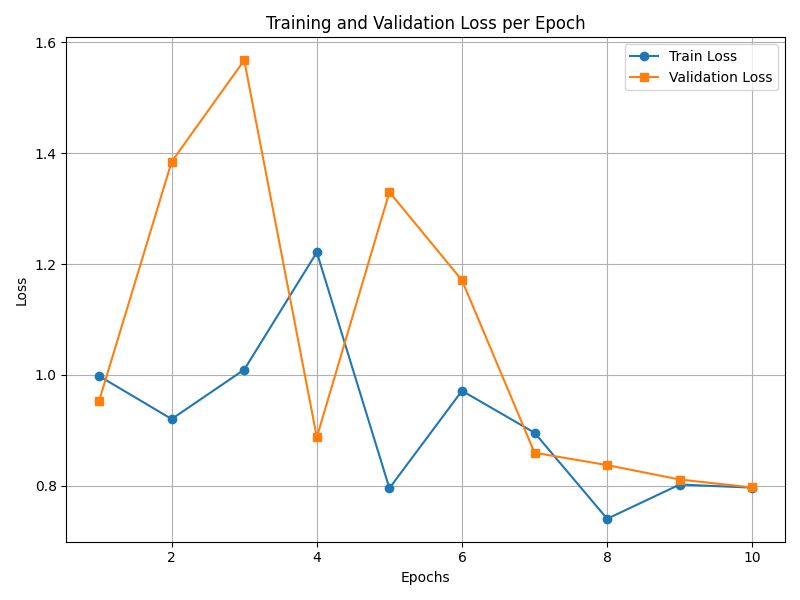 Training and Validation Loss per Epoch
Train Loss
Validation Loss
1.6
1.4
1.2
1.0
0.8
Loss
2 4 6 8 10
Epochs